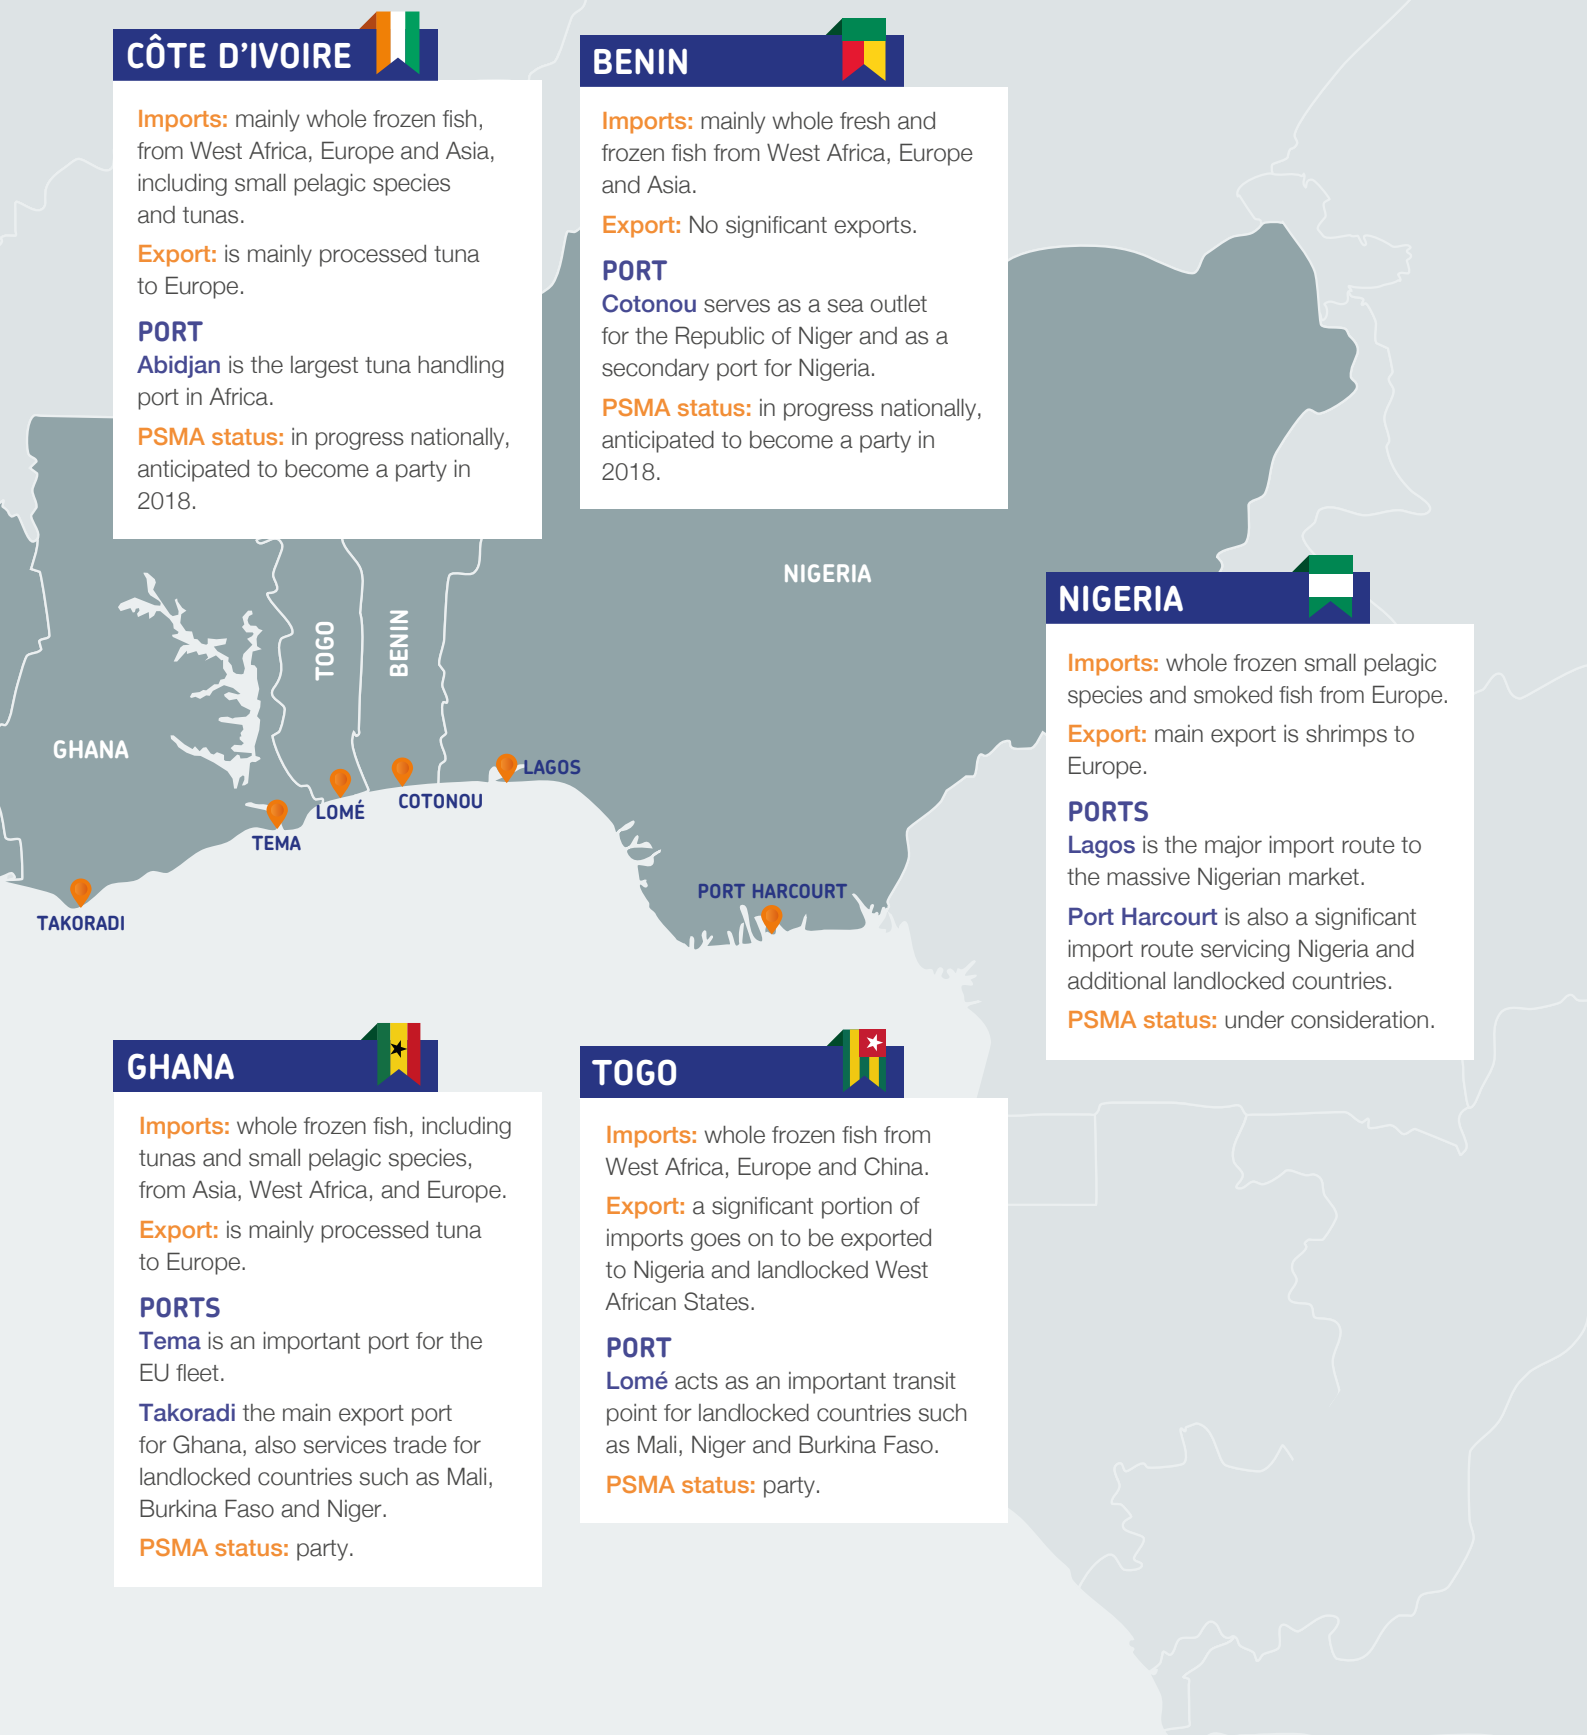 CÔTE D'IVOIRE
Imports: mainly whole frozen fish,
from West Africa, Europe and Asia,
including small pelagic species
and tunas.
Export: is mainly processed tuna
to Europe.
PORT
Abidjan is the largest tuna handling
port in Africa.
PSMA status: in progress nationally,
anticipated to become a party in
2018.
BENIN
Imports: mainly whole fresh and
frozen fish from West Africa, Europe
and Asia.
Export: No significant exports.
PORT
Cotonou serves as a sea outlet
for the Republic of Niger and as a
secondary port for Nigeria.
PSMA status: in progress nationally,
anticipated to become a party in
2018.
NIGERIA
TOGO
BENIN
GHANA
LAGOS
COTONOU
LOMÉ
TEMA
PORT HARCOURT
TAKORADI
NIGERIA
Imports: whole frozen small pelagic
species and smoked fish from Europe.
Export: main export is shrimps to
Europe.
PORTS
Lagos is the major import route to
the massive Nigerian market.
Port Harcourt is also a significant
import route servicing Nigeria and
additional landlocked countries.
PSMA status: under consideration.
GHANA
Imports: whole frozen fish, including
tunas and small pelagic species,
from Asia, West Africa, and Europe.
Export: is mainly processed tuna
to Europe.
PORTS
Tema is an important port for the
EU fleet.
Takoradi the main export port
for Ghana, also services trade for
landlocked countries such as Mali,
Burkina Faso and Niger.
PSMA status: party.
TOGO
Imports: whole frozen fish from
West Africa, Europe and China.
Export: a significant portion of
imports goes on to be exported
to Nigeria and landlocked West
African States.
PORT
Lomé acts as an important transit
point for landlocked countries such
as Mali, Niger and Burkina Faso.
PSMA status: party.